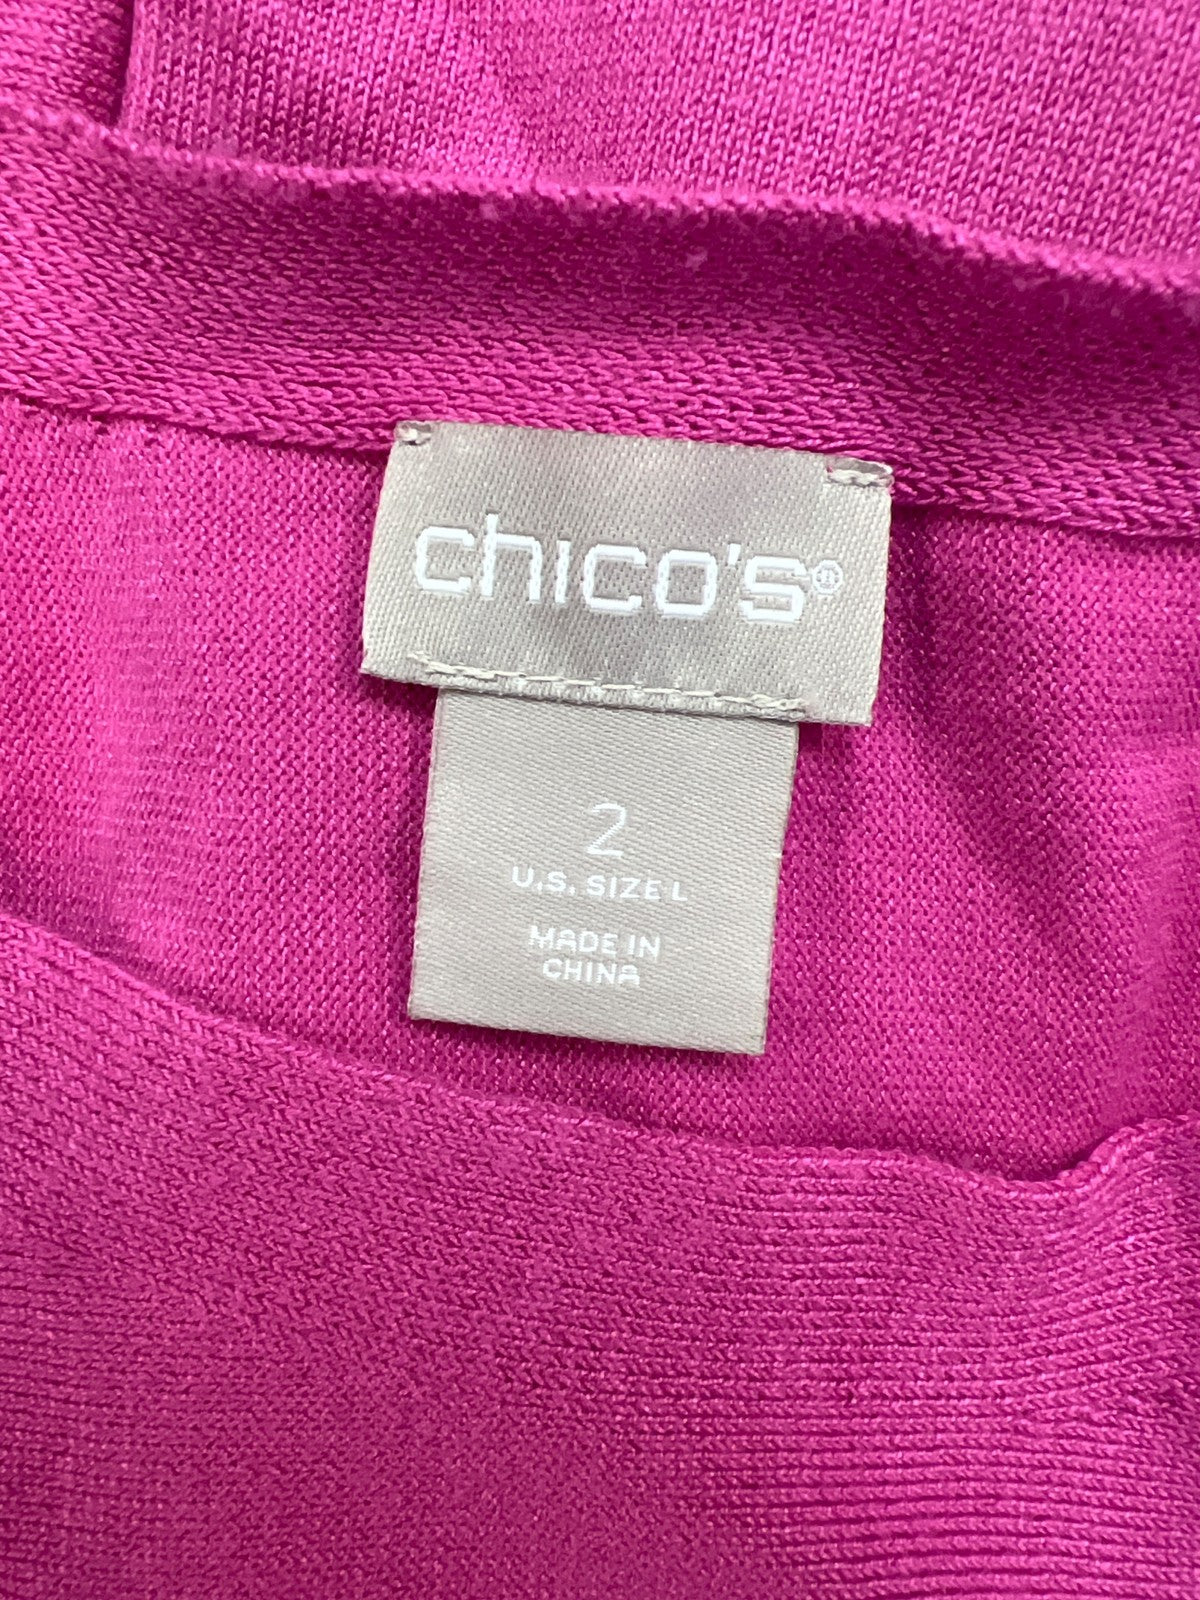 chico's®
2
U.S. SIZE L
MADE IN
CHINA